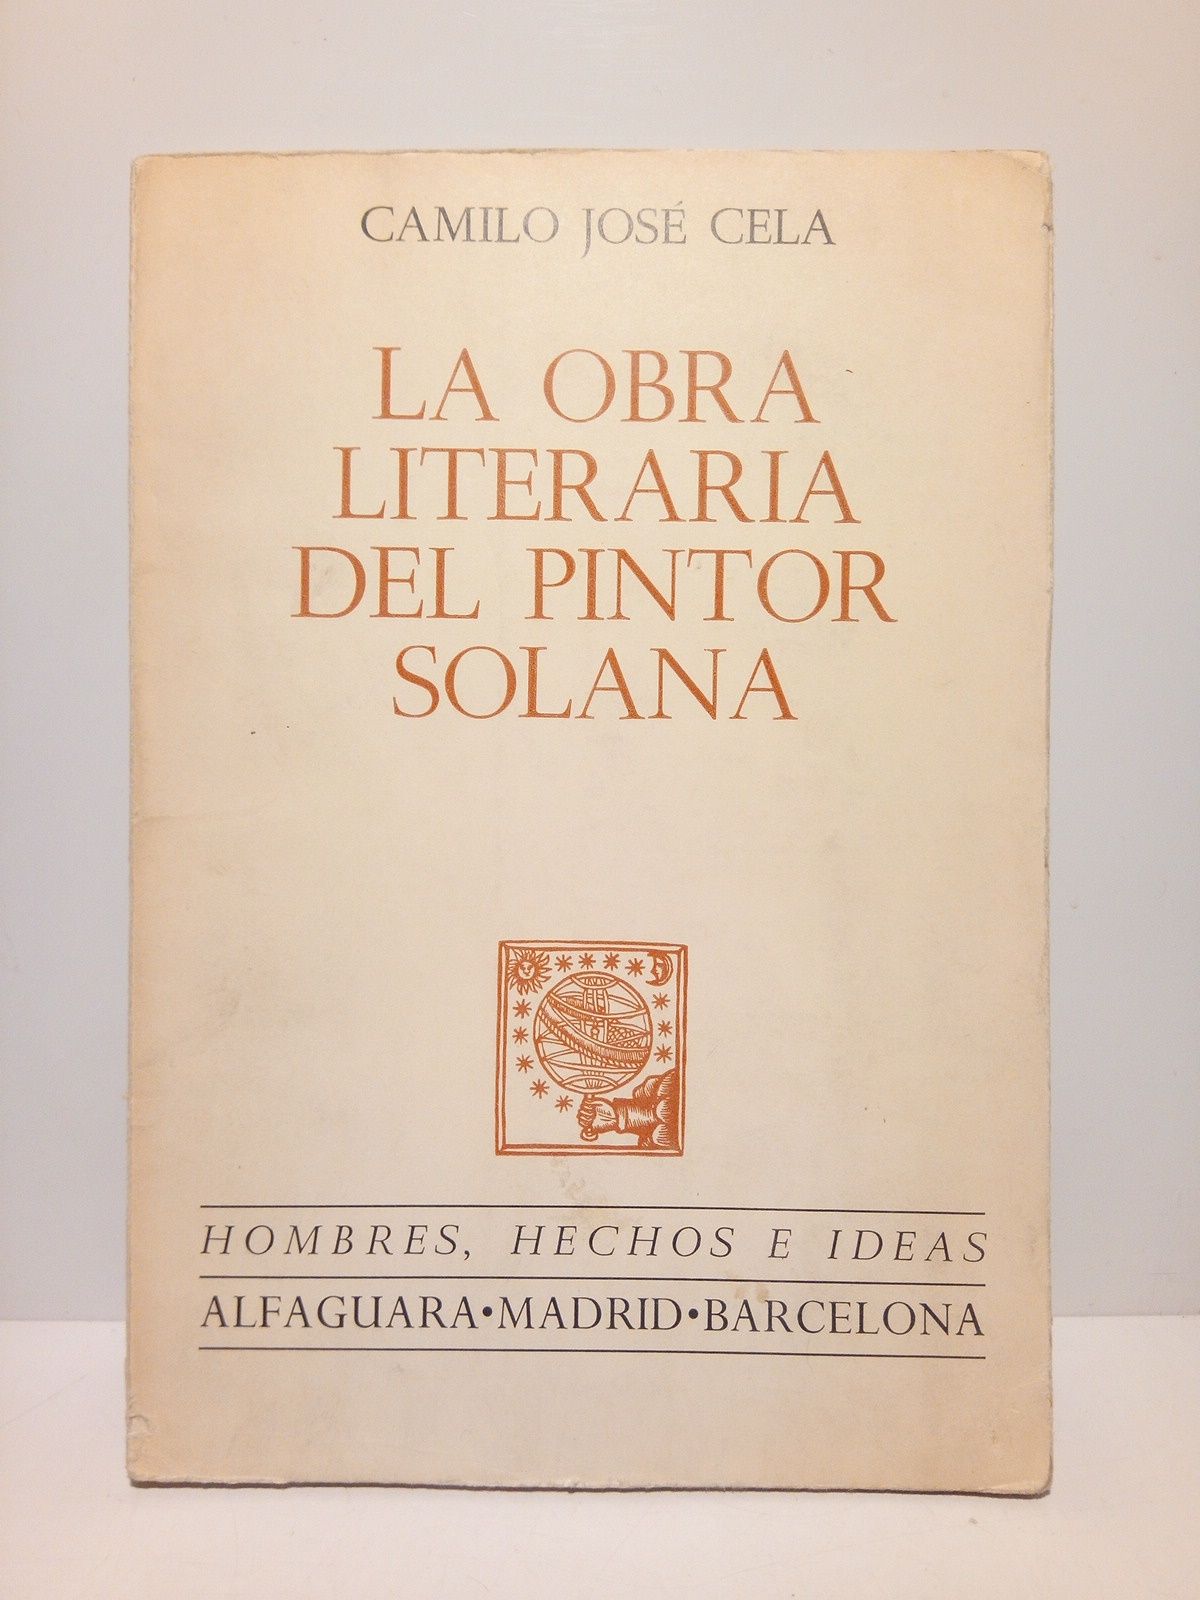 CAMILO JOSÉ CELA
LA OBRA
LITERARIA
DEL PINTOR
SOLANA
HOMBRES, HECHOS E IDEAS
ALFAGUARA•MADRID•BARCELONA